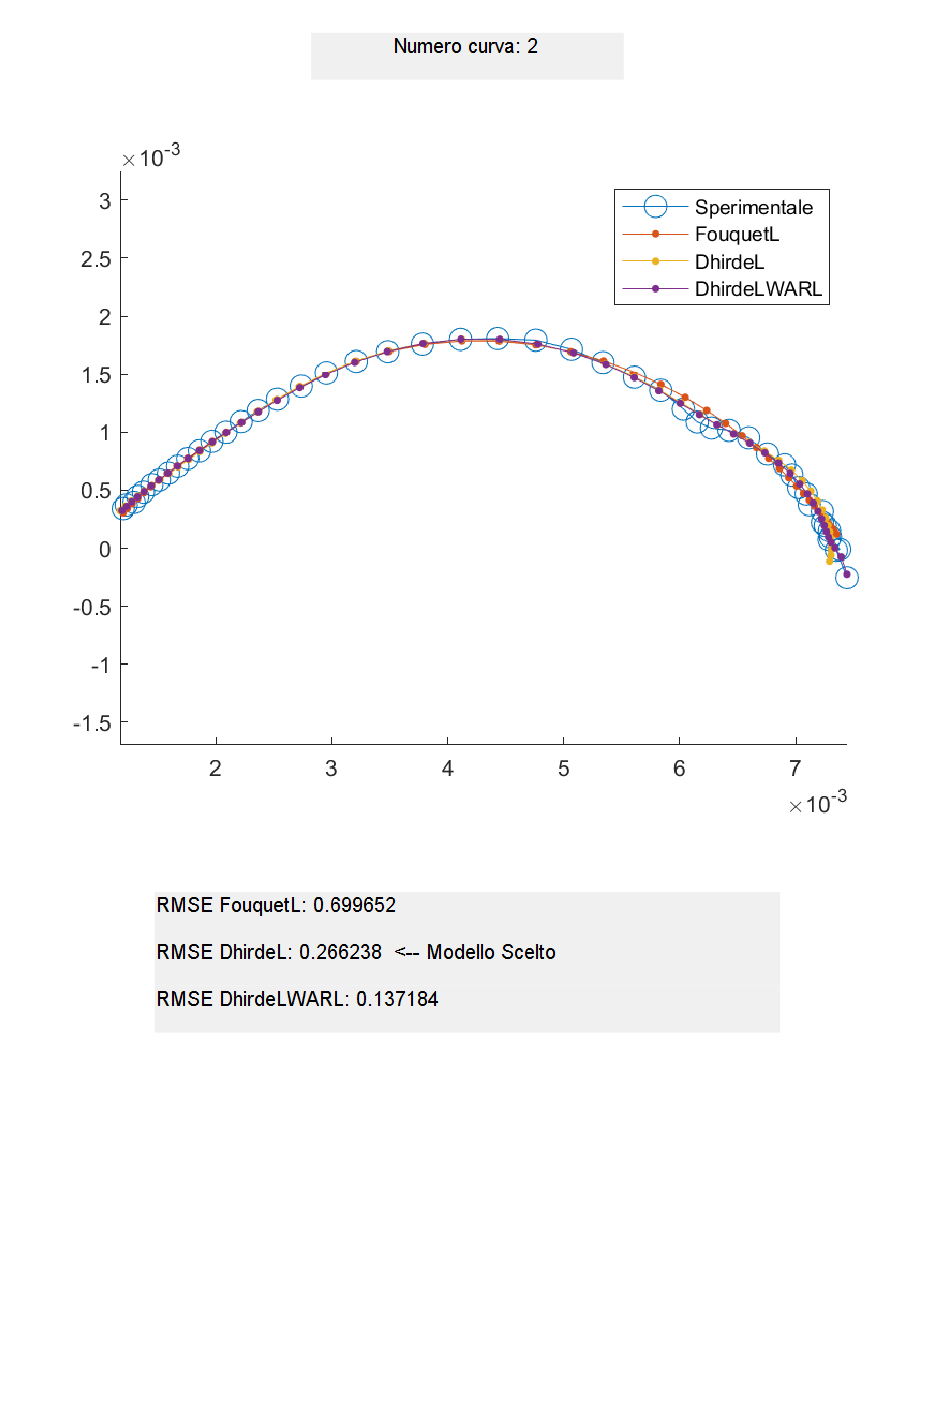 Numero curva: 2
×10-3
3
2.5
2
1.5
1
0.5
0
-0.5
-1
-1.5
Sperimentale
FouquetL
DhirdeL
DhirdeLWARL
2 3 4 5 6 7
×10-3
RMSE FouquetL: 0.699652
RMSE DhirdeL: 0.266238 <-- Modello Scelto
RMSE DhirdeLWARL: 0.137184